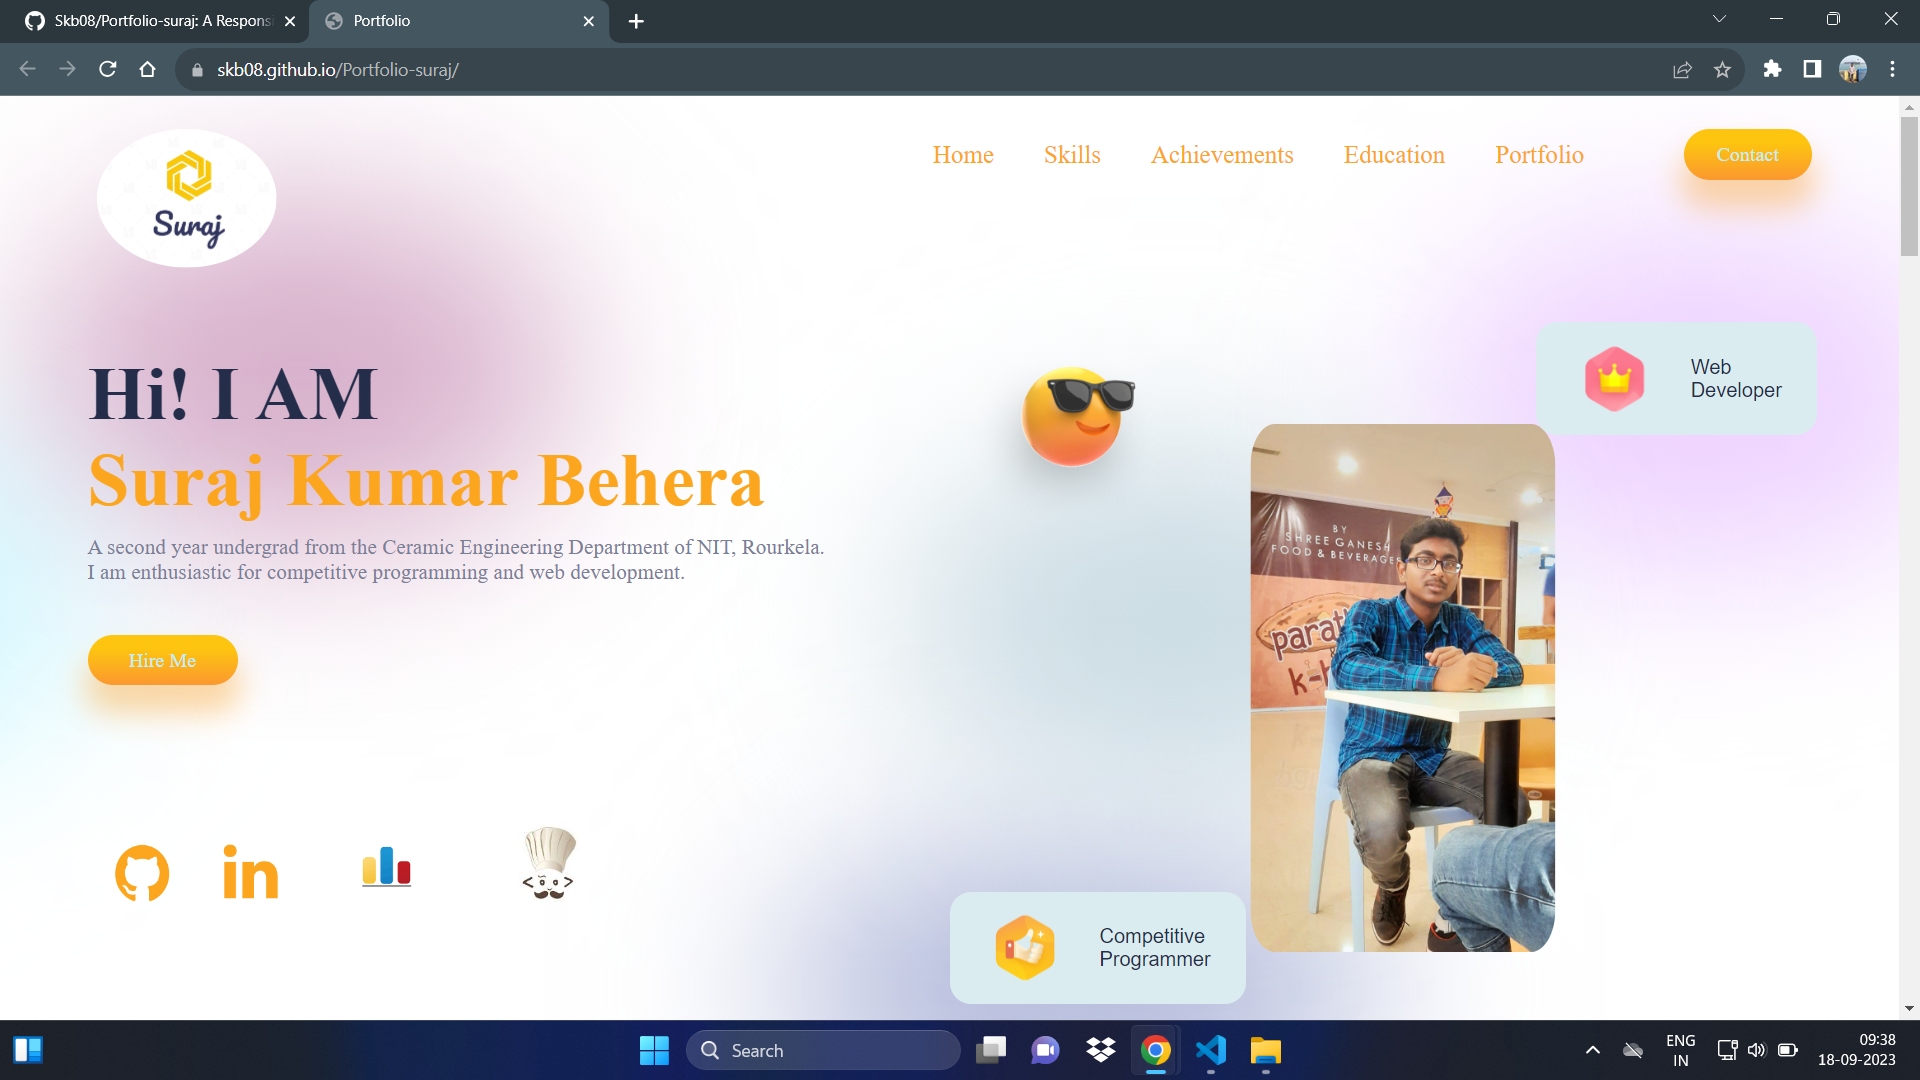 Skb08/Portfolio-suraj: A Respons
Portfolio
skb08.github.io/Portfolio-suraj/
Suraj
Home
Skills
Achievements
Education
Portfolio
Contact
Hi! I AM
Suraj Kumar Behera
A second year undergrad from the Ceramic Engineering Department of NIT, Rourkela.
I am enthusiastic for competitive programming and web development.
Hire Me
in
Web
Developer
BY
SHREE GANESH
FOOD & BEVERAGES
parat
&
k-
Competitive
Programmer
Search
ENG
IN
09:38
18-09-2023